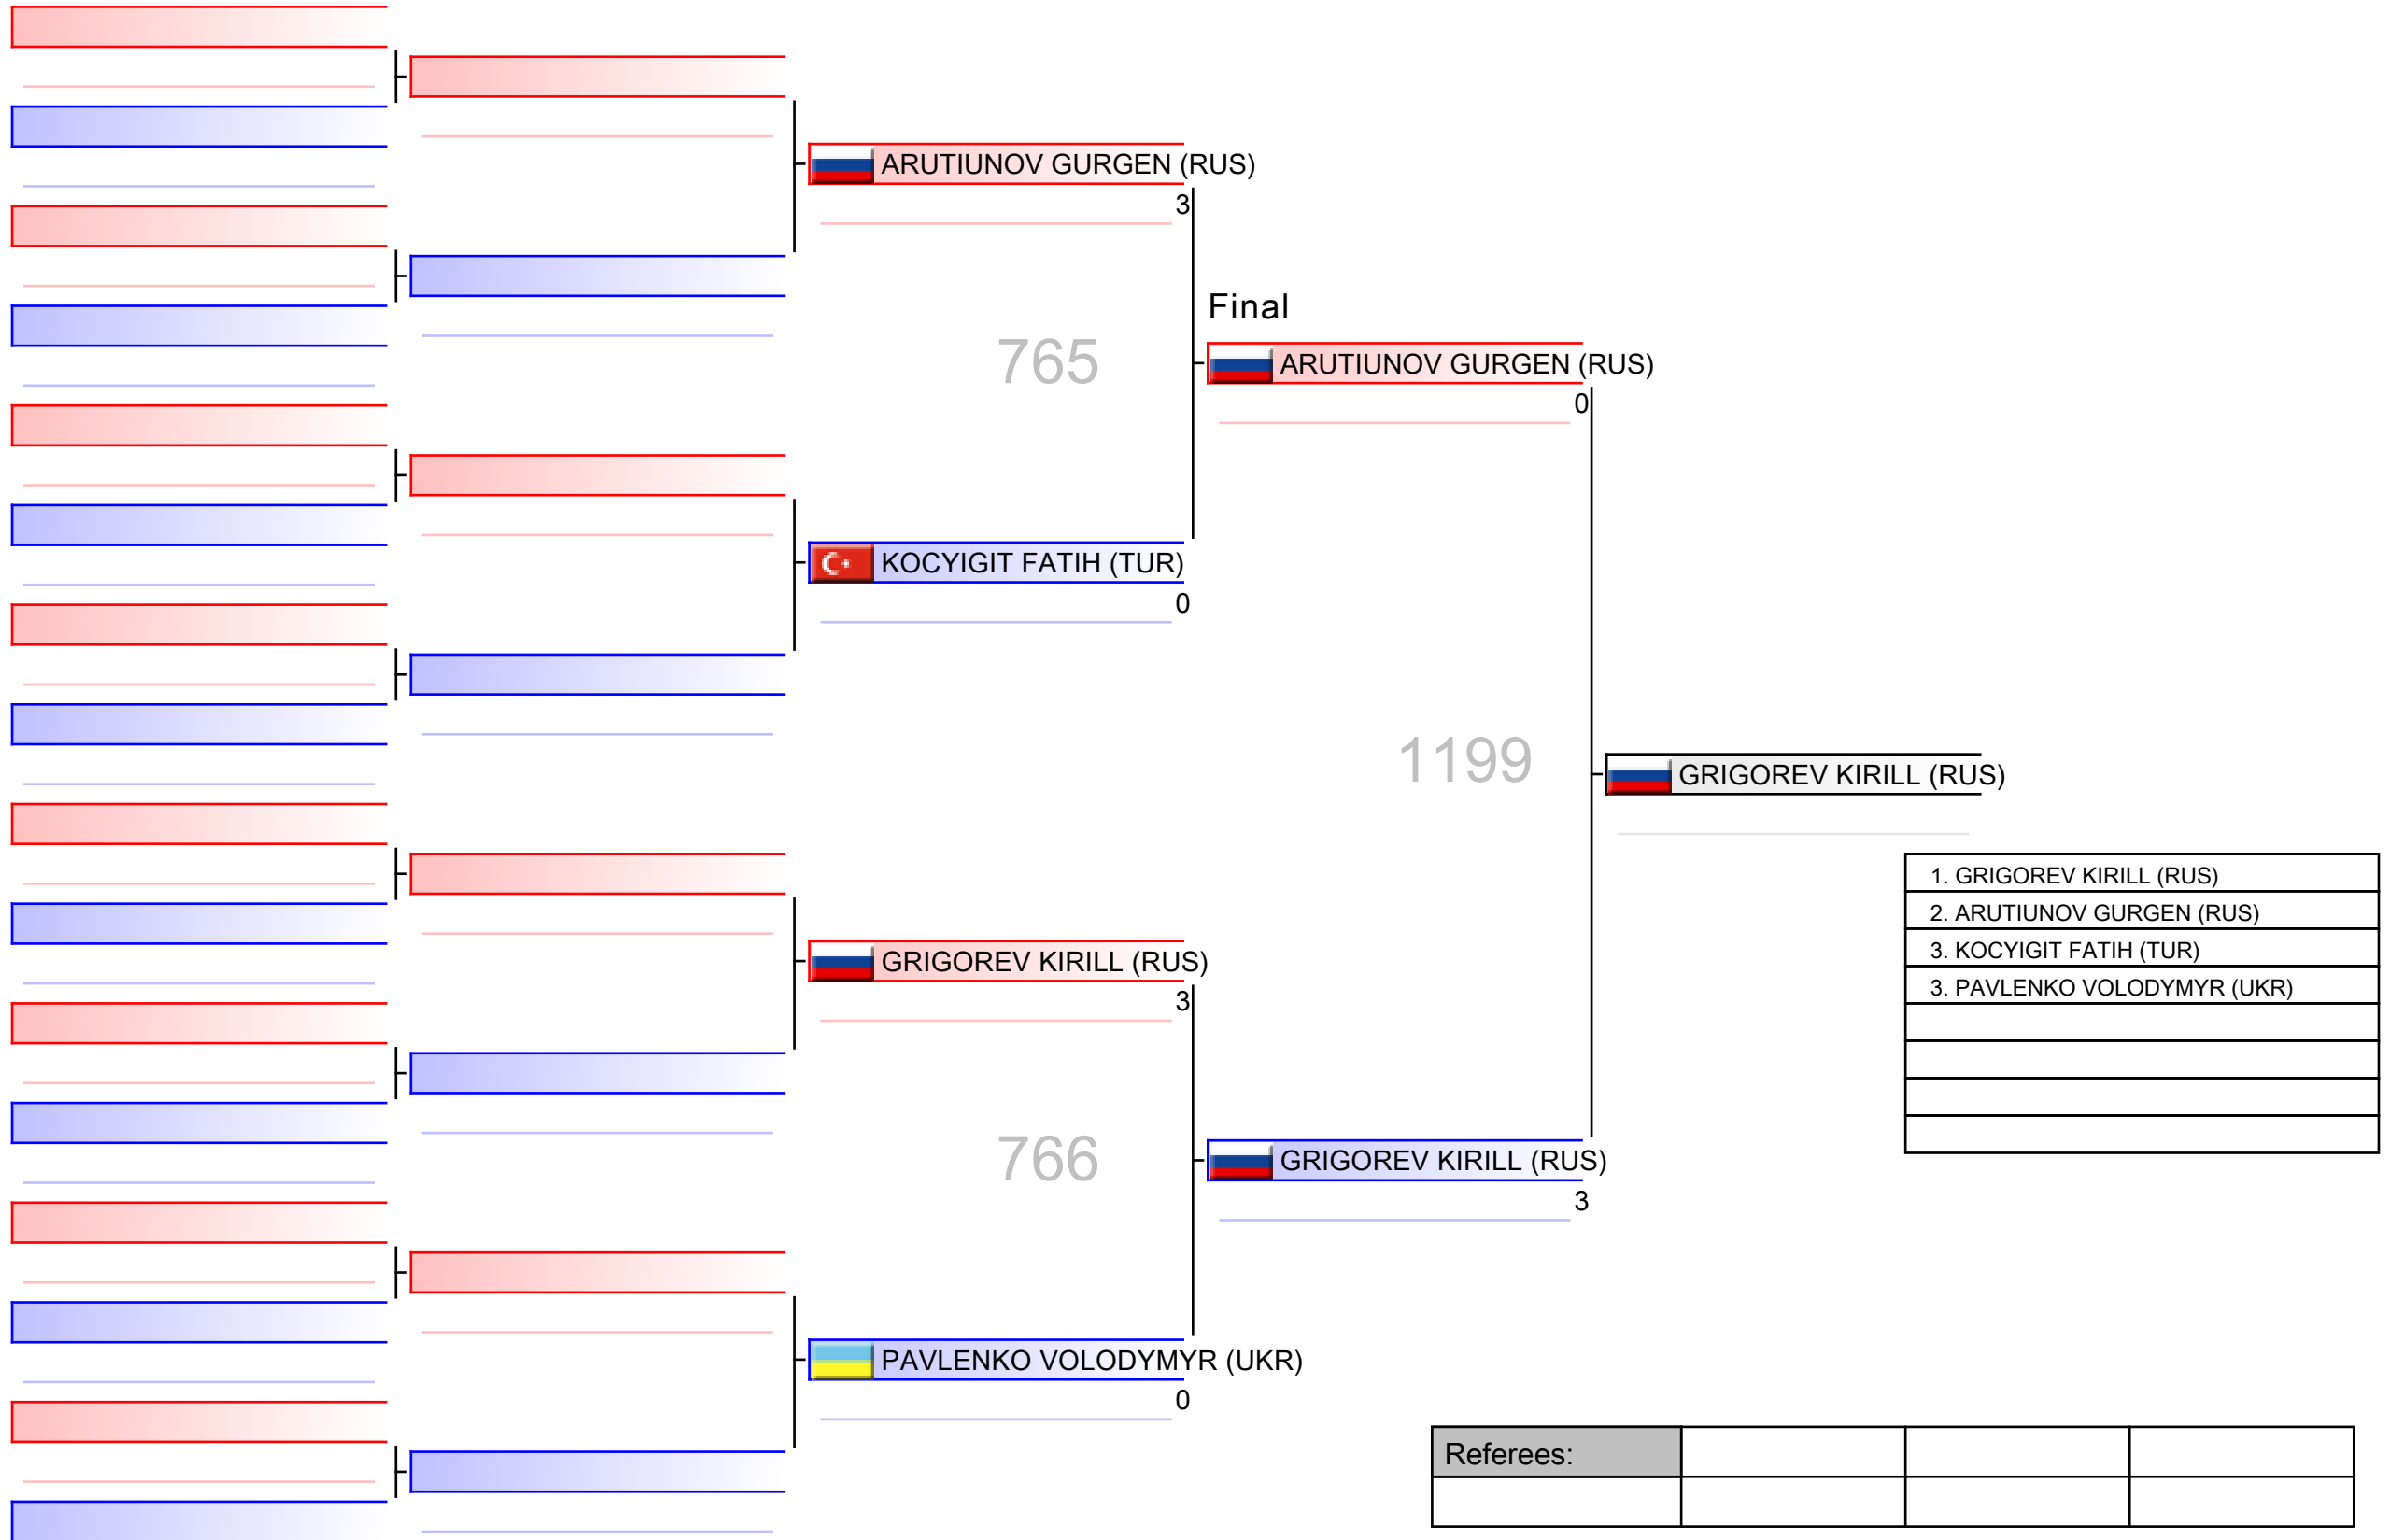 ARUTIUNOV GURGEN (RUS)
3
Final
765
ARUTIUNOV GURGEN (RUS)
0
KOCYIGIT FATIH (TUR)
0
1199
GRIGOREV KIRILL (RUS)
1. GRIGOREV KIRILL (RUS)
2. ARUTIUNOV GURGEN (RUS)
3. KOCYIGIT FATIH (TUR)
3. PAVLENKO VOLODYMYR (UKR)
GRIGOREV KIRILL (RUS)
3
766
GRIGOREV KIRILL (RUS)
3
PAVLENKO VOLODYMYR (UKR)
0
Referees: